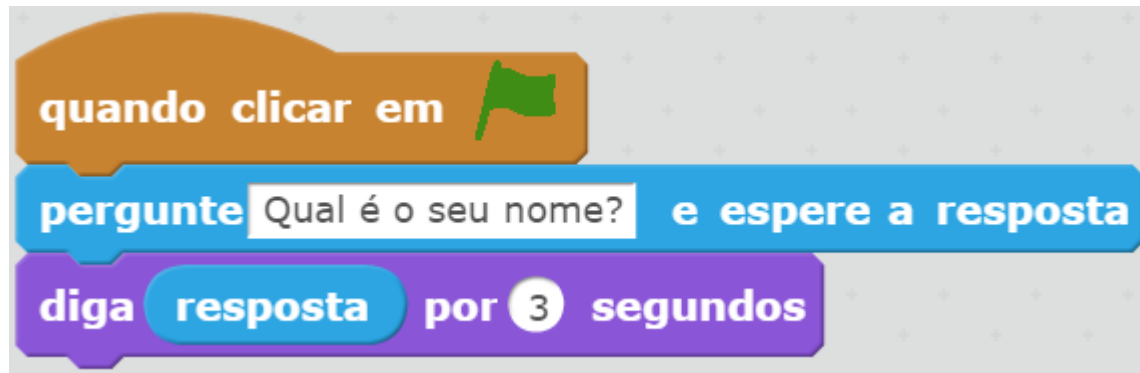 quando clicar em
pergunte Qual é o seu nome? e espere a resposta
diga resposta por 3 segundos